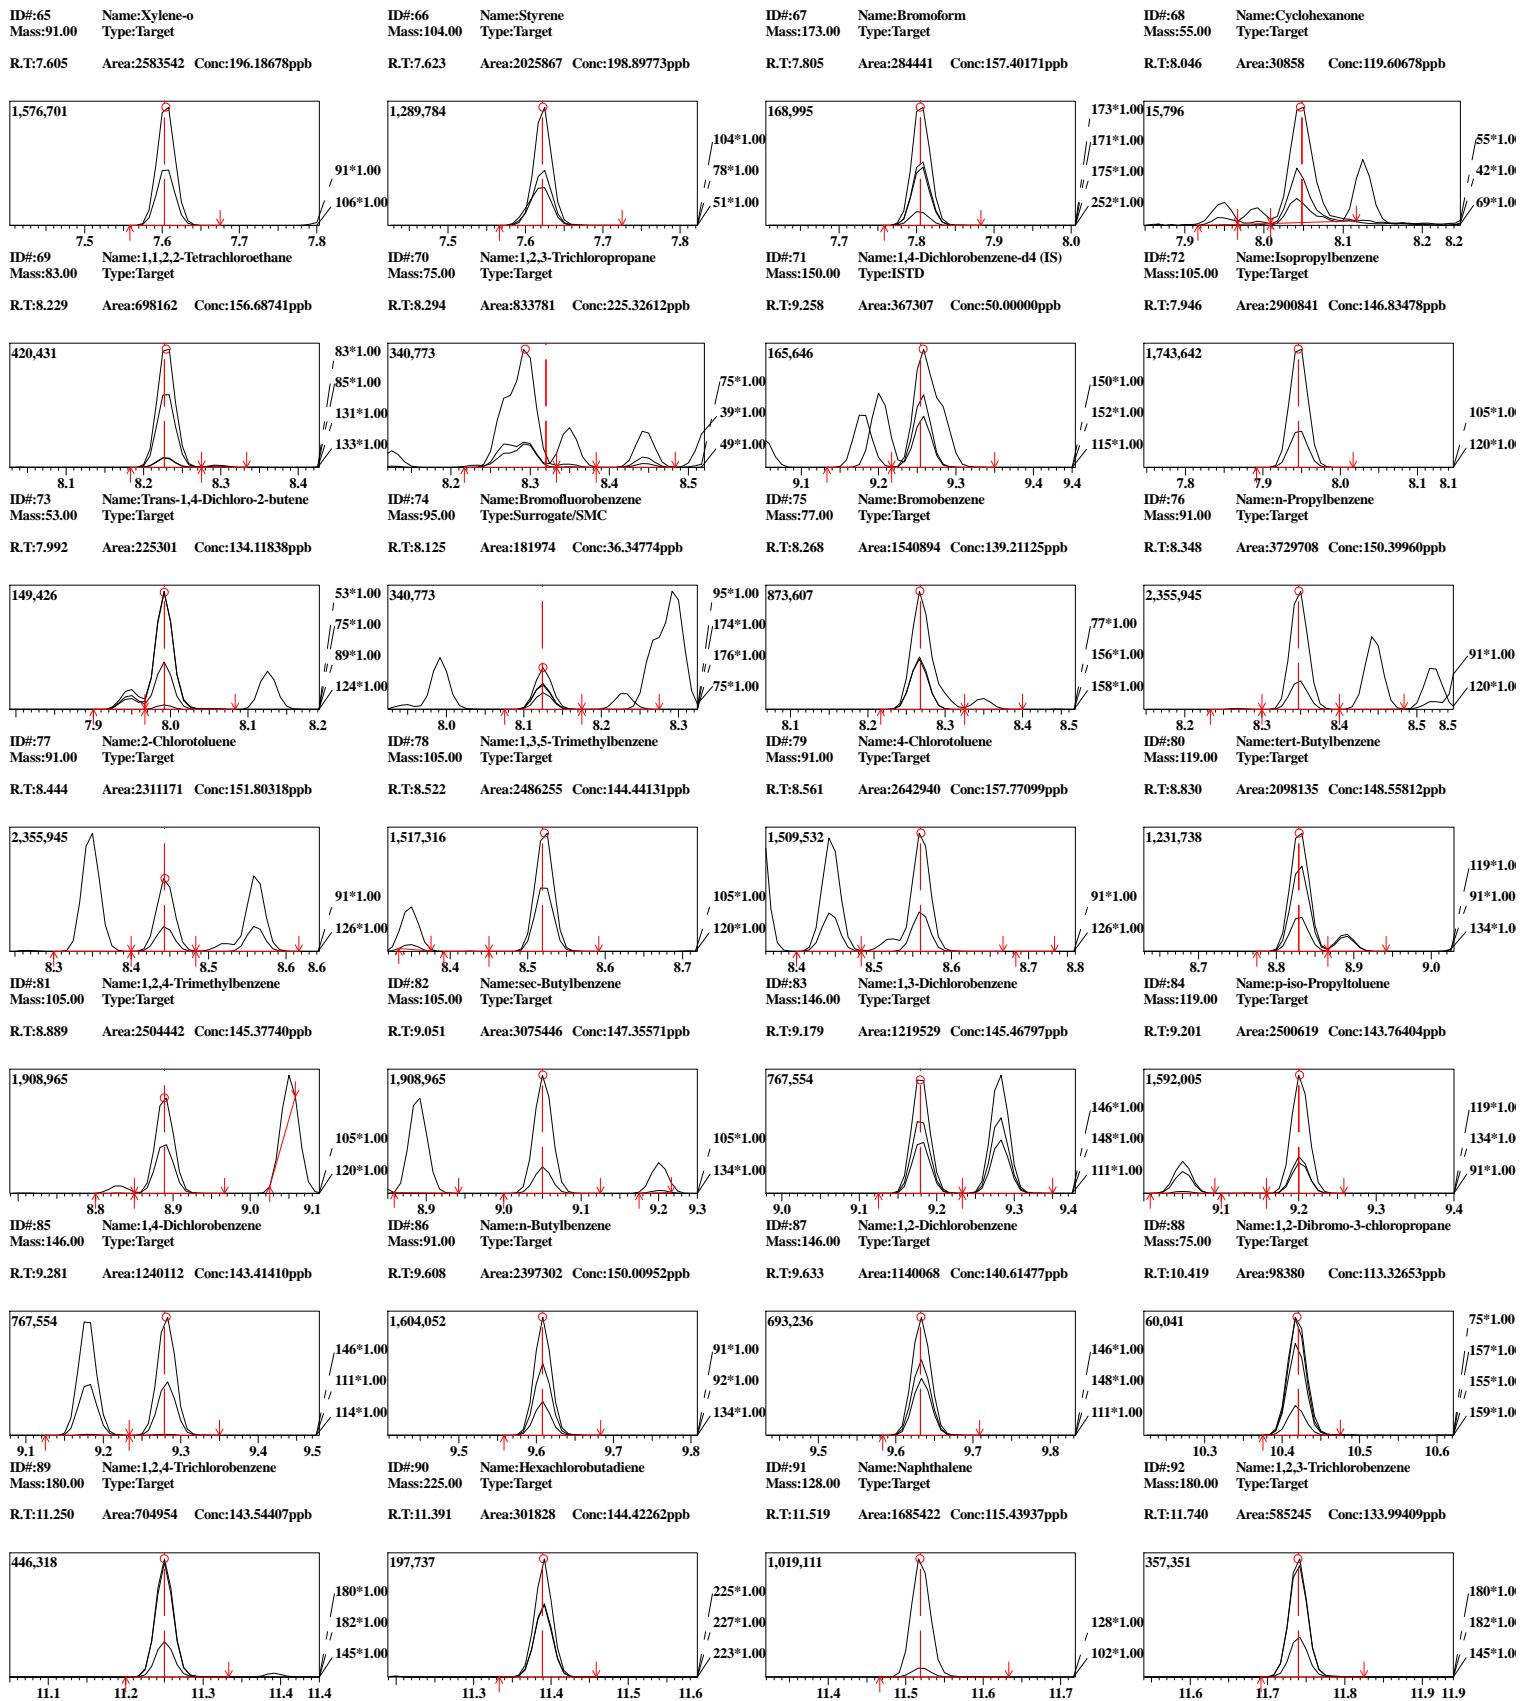 ID#:65 Name:Xylene-o
Mass:91.00 Type:Target
R.T:7.605 Area:2583542 Conc:196.18678ppb
1,576,701
91*1.00
106*1.00
7.5 7.6 7.7 7.8
ID#:66 Name:Styrene
Mass:104.00 Type:Target
R.T:7.623 Area:2025867 Conc:198.89773ppb
1,289,784
104*1.00
78*1.00
51*1.00
7.5 7.6 7.7 7.8
ID#:67 Name:Bromoform
Mass:173.00 Type:Target
R.T:7.805 Area:284441 Conc:157.40171ppb
168,995
173*1.00
171*1.00
175*1.00
252*1.00
7.7 7.8 7.9 8.0
ID#:68 Name:Cyclohexanone
Mass:55.00 Type:Target
R.T:8.046 Area:30858 Conc:119.60678ppb
15,796
55*1.00
42*1.00
69*1.00
7.9 8.0 8.1 8.2 8.2
ID#:69 Name:1,1,2,2-Tetrachloroethane
Mass:83.00 Type:Target
R.T:8.229 Area:698162 Conc:156.68741ppb
420,431
83*1.00
85*1.00
131*1.00
133*1.00
8.1 8.2 8.3 8.4
ID#:70 Name:1,2,3-Trichloropropane
Mass:75.00 Type:Target
R.T:8.294 Area:833781 Conc:225.32612ppb
340,773
75*1.00
39*1.00
49*1.00
8.2 8.3 8.4 8.5
ID#:71 Name:1,4-Dichlorobenzene-d4 (IS)
Mass:150.00 Type:ISTD
R.T:9.258 Area:367307 Conc:50.00000ppb
165,646
150*1.00
152*1.00
115*1.00
9.1 9.2 9.3 9.4 9.4
ID#:72 Name:Isopropylbenzene
Mass:105.00 Type:Target
R.T:7.946 Area:2900841 Conc:146.83478ppb
1,743,642
105*1.00
120*1.00
7.8 7.9 8.0 8.1 8.1
ID#:73 Name:Trans-1,4-Dichloro-2-butene
Mass:53.00 Type:Target
R.T:7.992 Area:225301 Conc:134.11838ppb
149,426
53*1.00
75*1.00
89*1.00
124*1.00
7.9 8.0 8.1 8.2
ID#:74 Name:Bromofluorobenzene
Mass:95.00 Type:Surrogate/SMC
R.T:8.125 Area:181974 Conc:36.34774ppb
340,773
95*1.00
174*1.00
176*1.00
75*1.00
8.0 8.1 8.2 8.3
ID#:75 Name:Bromobenzene
Mass:77.00 Type:Target
R.T:8.268 Area:1540894 Conc:139.21125ppb
873,607
77*1.00
156*1.00
158*1.00
8.1 8.2 8.3 8.4 8.5
ID#:76 Name:n-Propylbenzene
Mass:91.00 Type:Target
R.T:8.348 Area:3729708 Conc:150.39960ppb
2,355,945
91*1.00
120*1.00
8.2 8.3 8.4 8.5 8.5
ID#:77 Name:2-Chlorotoluene
Mass:91.00 Type:Target
R.T:8.444 Area:2311171 Conc:151.80318ppb
2,355,945
91*1.00
126*1.00
8.3 8.4 8.5 8.6 8.6
ID#:78 Name:1,3,5-Trimethylbenzene
Mass:105.00 Type:Target
R.T:8.522 Area:2486255 Conc:144.44131ppb
1,517,316
105*1.00
120*1.00
8.4 8.5 8.6 8.7
ID#:79 Name:4-Chlorotoluene
Mass:91.00 Type:Target
R.T:8.561 Area:2642940 Conc:157.77099ppb
1,509,532
91*1.00
126*1.00
8.4 8.5 8.6 8.7 8.8
ID#:80 Name:tert-Butylbenzene
Mass:119.00 Type:Target
R.T:8.830 Area:2098135 Conc:148.55812ppb
1,231,738
119*1.00
91*1.00
134*1.00
8.7 8.8 8.9 9.0
ID#:81 Name:1,2,4-Trimethylbenzene
Mass:105.00 Type:Target
R.T:8.889 Area:2504442 Conc:145.37740ppb
1,908,965
105*1.00
120*1.00
8.8 8.9 9.0 9.1
ID#:82 Name:sec-Butylbenzene
Mass:105.00 Type:Target
R.T:9.051 Area:3075446 Conc:147.35571ppb
1,908,965
105*1.00
134*1.00
8.9 9.0 9.1 9.2 9.3
ID#:83 Name:1,3-Dichlorobenzene
Mass:146.00 Type:Target
R.T:9.179 Area:1219529 Conc:145.46797ppb
767,554
146*1.00
148*1.00
111*1.00
9.0 9.1 9.2 9.3 9.4
ID#:84 Name:p-iso-Propyltoluene
Mass:119.00 Type:Target
R.T:9.201 Area:2500619 Conc:143.76404ppb
1,592,005
119*1.00
134*1.00
91*1.00
9.1 9.2 9.3 9.4
ID#:85 Name:1,4-Dichlorobenzene
Mass:146.00 Type:Target
R.T:9.281 Area:1240112 Conc:143.41410ppb
767,554
146*1.00
111*1.00
114*1.00
9.1 9.2 9.3 9.4 9.5
ID#:86 Name:n-Butylbenzene
Mass:91.00 Type:Target
R.T:9.608 Area:2397302 Conc:150.00952ppb
1,604,052
91*1.00
92*1.00
134*1.00
9.5 9.6 9.7 9.8
ID#:87 Name:1,2-Dichlorobenzene
Mass:146.00 Type:Target
R.T:9.633 Area:1140068 Conc:140.61477ppb
693,236
146*1.00
148*1.00
111*1.00
9.5 9.6 9.7 9.8
ID#:88 Name:1,2-Dibromo-3-chloropropane
Mass:75.00 Type:Target
R.T:10.419 Area:98380 Conc:113.32653ppb
60,041
75*1.00
157*1.00
155*1.00
159*1.00
10.3 10.4 10.5 10.6
ID#:89 Name:1,2,4-Trichlorobenzene
Mass:180.00 Type:Target
R.T:11.250 Area:704954 Conc:143.54407ppb
446,318
180*1.00
182*1.00
145*1.00
11.1 11.2 11.3 11.4 11.4
ID#:90 Name:Hexachlorobutadiene
Mass:225.00 Type:Target
R.T:11.391 Area:301828 Conc:144.42262ppb
197,737
225*1.00
227*1.00
223*1.00
11.2 11.3 11.4 11.5 11.6
ID#:91 Name:Naphthalene
Mass:128.00 Type:Target
R.T:11.519 Area:1685422 Conc:115.43937ppb
1,019,111
128*1.00
102*1.00
11.4 11.5 11.6 11.7
ID#:92 Name:1,2,3-Trichlorobenzene
Mass:180.00 Type:Target
R.T:11.740 Area:585245 Conc:133.99409ppb
357,351
180*1.00
182*1.00
145*1.00
11.6 11.7 11.8 11.9 11.9